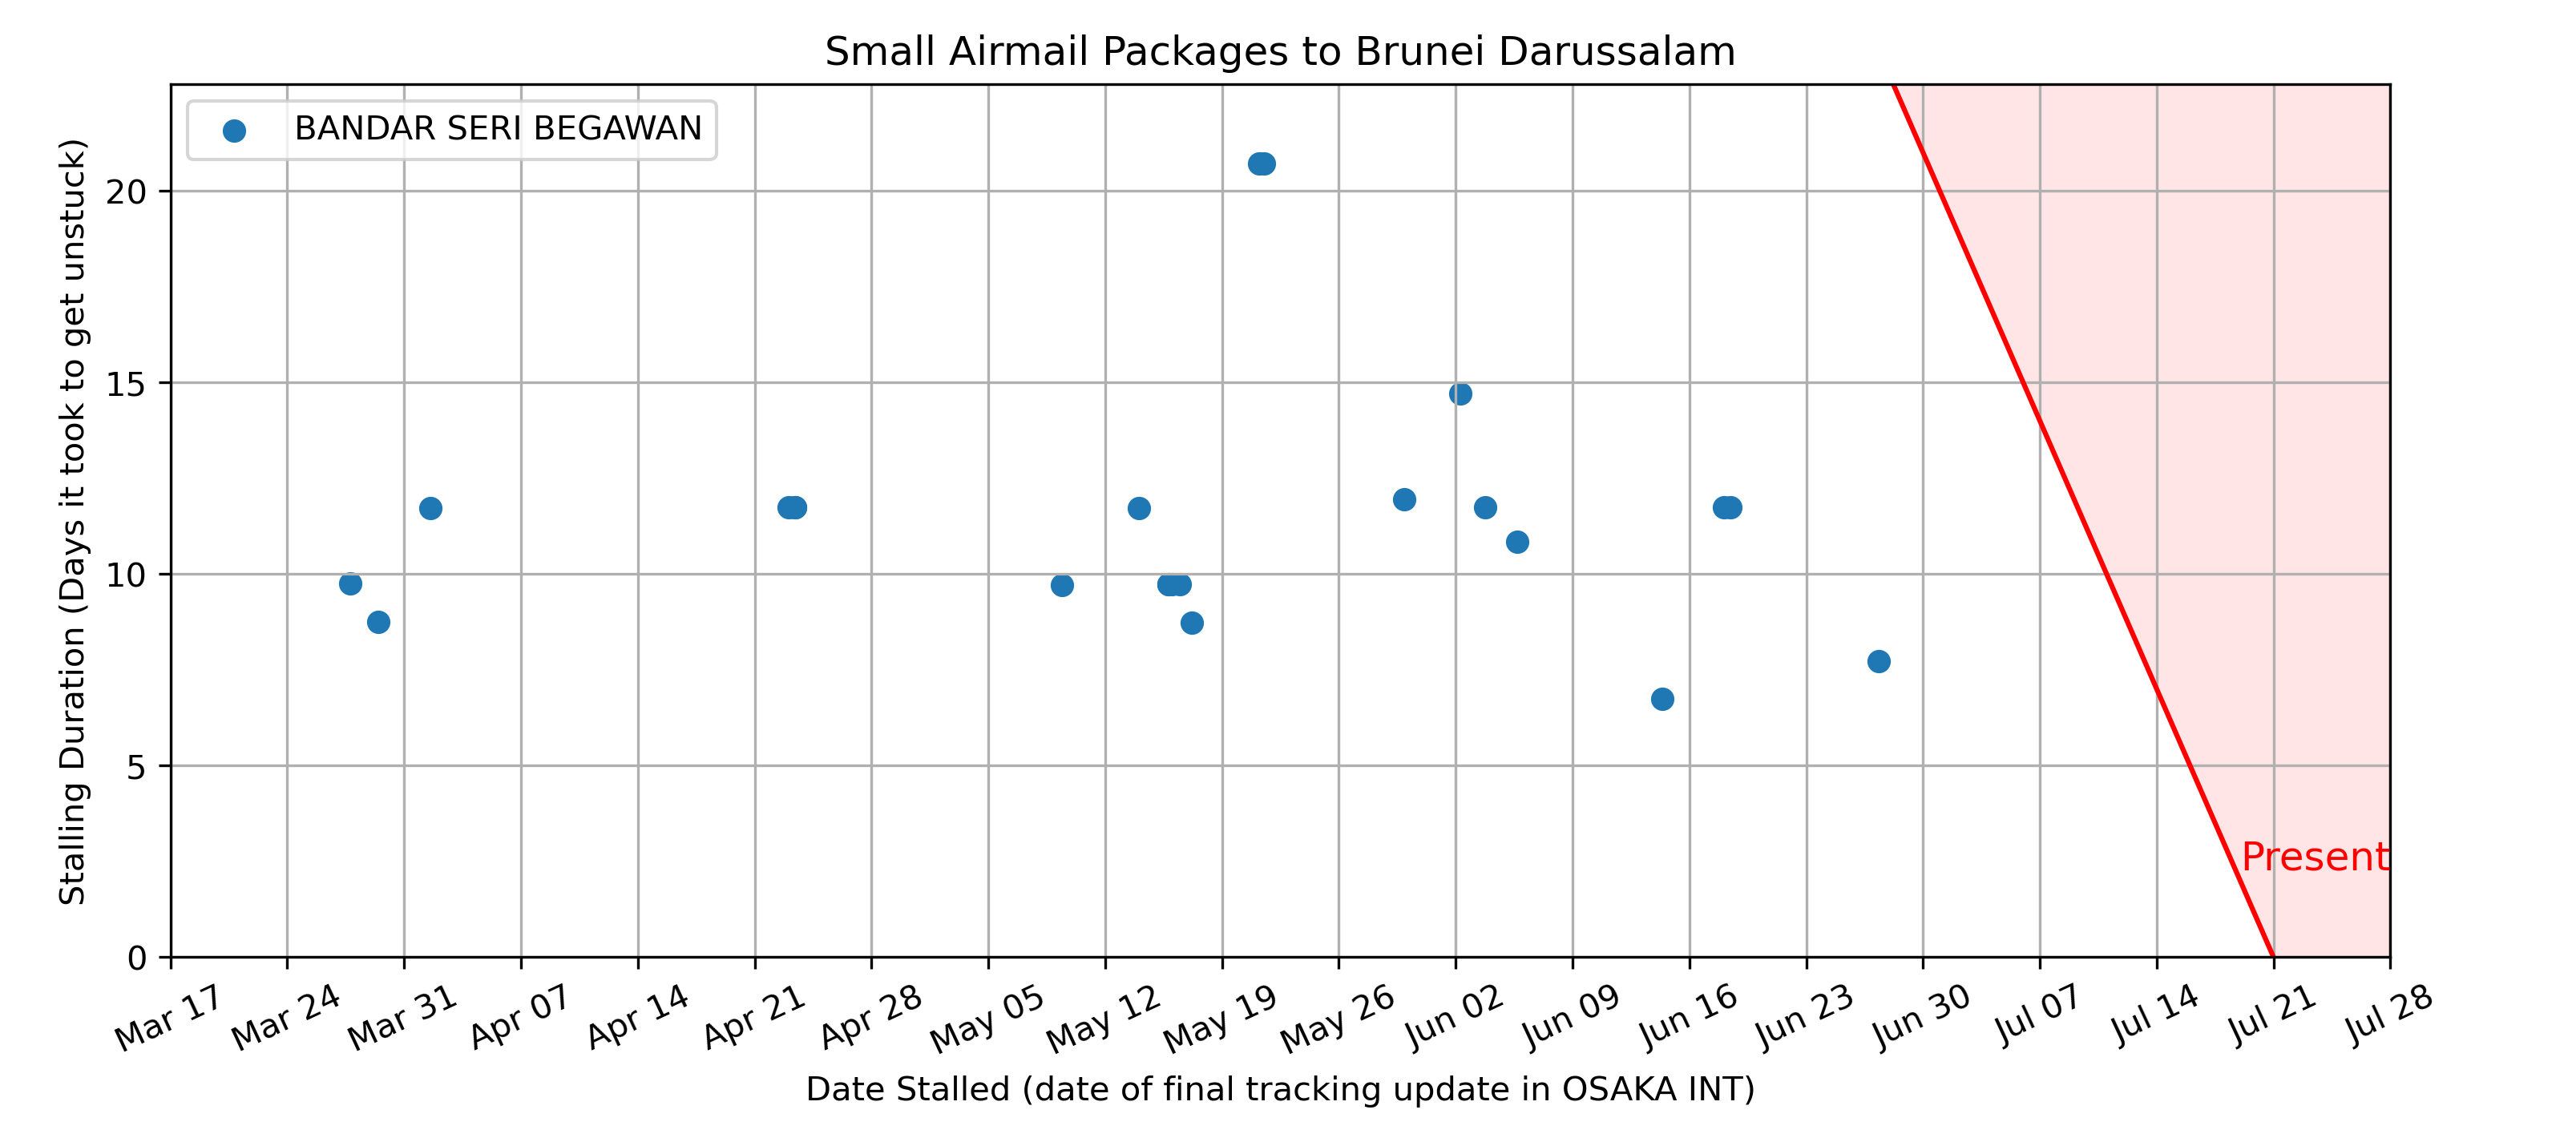 Small Airmail Packages to Brunei Darussalam
BANDAR SERI BEGAWAN
Stalling Duration (Days it took to get unstuck)
20
15
10
5
0
Present
Mar 17 Mar 24 Mar 31 Apr 07 Apr 14 Apr 21 Apr 28 May 05 May 12 May 19 May 26 Jun 02 Jun 09 Jun 16 Jun 23 Jun 30 Jul 07 Jul 14 Jul 21 Jul 28
Date Stalled (date of final tracking update in OSAKA INT)